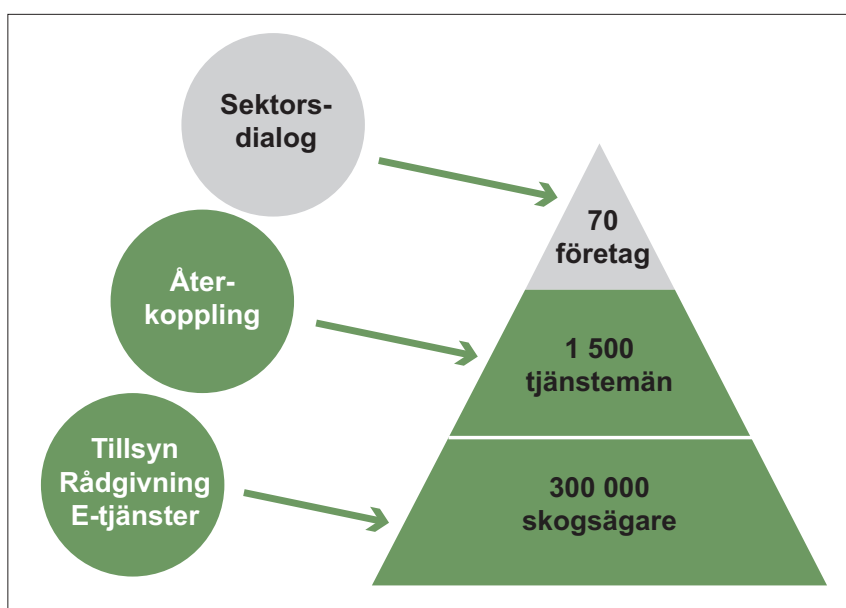 Sektors-
dialog
70
företag
Åter-
koppling
1 500
tjänstemän
Tillsyn
Rådgivning
E-tjänster
300 000
skogsägare